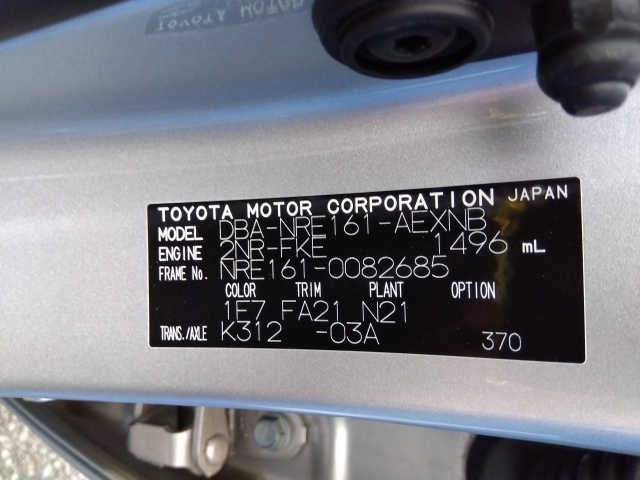 TOYOTA MOTOR CORPORATION JAPAN
MODEL DBA-NRE161-AEXNB
ENGINE 2NR-FKE 1496 mL
FRAME No. NRE161-0082685
COLOR TRIM PLANT OPTION
1E7 FA21 N21
TRANS./AXLE K312 -03A 370